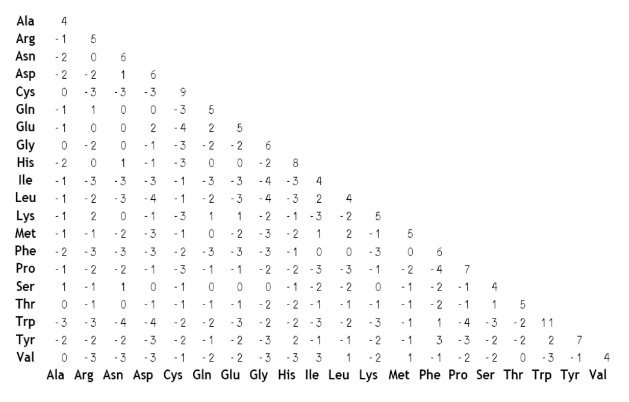 Ala 4
Arg -1 5
Asn -2 0 6
Asp -2 -2 1 6
Cys 0 -3 -3 -3 9
Gln -1 1 0 0 -3 5
Glu -1 0 0 2 -4 2 5
Gly 0 -2 0 -1 -3 -2 -2 6
His -2 0 1 -1 -3 0 0 -2 8
Ile -1 -3 -3 -3 -1 -3 -3 -4 -3 4
Leu -1 -2 -3 -4 -1 -2 -3 -4 -3 2 4
Lys -1 2 0 -1 -3 1 1 -2 -1 -3 -2 5
Met -1 -1 -2 -3 -1 0 -2 -3 -2 1 2 -1 5
Phe -2 -3 -3 -3 -2 -3 -3 -3 -1 0 0 -3 0 6
Pro -1 -2 -2 -1 -3 -1 -1 -2 -2 -3 -3 -1 -2 -4 7
Ser 1 -1 1 0 -1 0 0 0 -1 -2 -2 0 -1 -2 -1 4
Thr 0 -1 0 -1 -1 -1 -1 -2 -2 -1 -1 -1 -1 -2 -1 1 5
Trp -3 -3 -4 -4 -2 -2 -3 -2 -2 -3 -2 -3 -1 1 -4 -3 -2 11
Tyr -2 -2 -2 -3 -2 -1 -2 -3 2 -1 -1 -2 -1 3 -3 -2 -2 2 7
Val 0 -3 -3 -3 -1 -2 -2 -3 -3 3 1 -2 1 -1 -2 -2 0 -3 -1 4
Ala Arg Asn Asp Cys Gln Glu Gly His Ile Leu Lys Met Phe Pro Ser Thr Trp Tyr Val